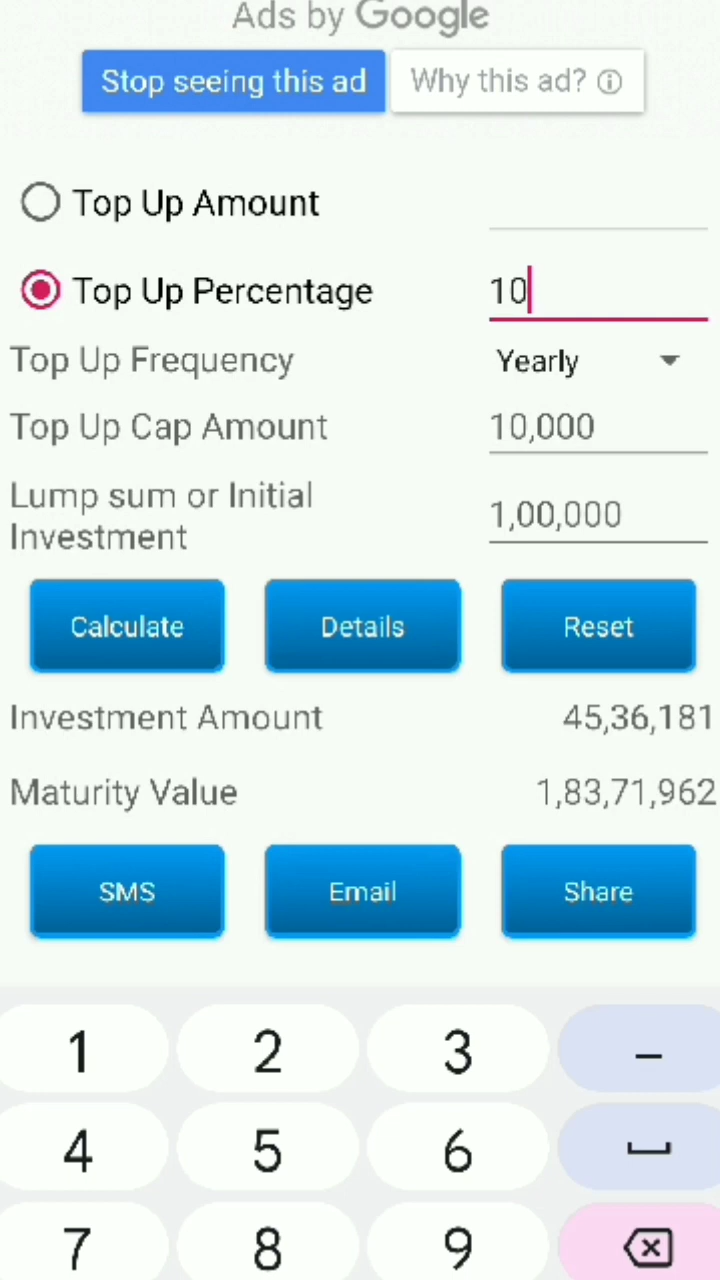 Ads by Google
Stop seeing this ad Why this ad?
Top Up Amount
Top Up Percentage 10
Top Up Frequency Yearly
Top Up Cap Amount 10,000
Lump sum or Initial
Investment 1,00,000
Calculate Details Reset
Investment Amount 45,36,181
Maturity Value 1,83,71,962
SMS Email Share
1 2 3 –
4 5 6
7 8 9